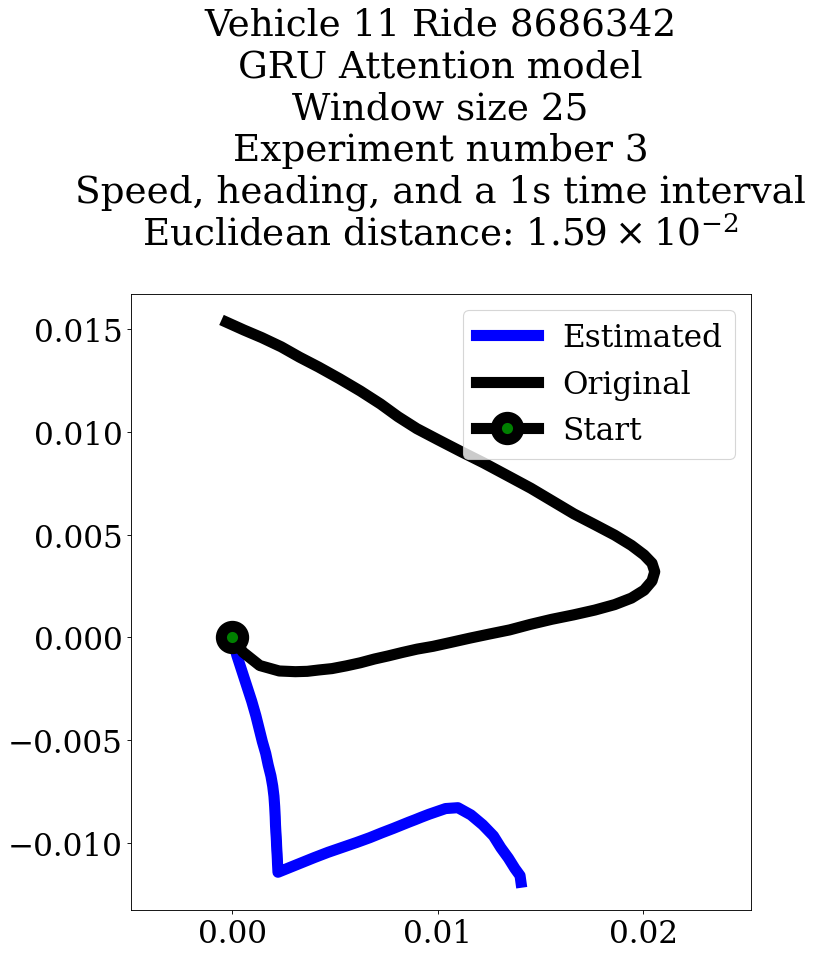 Vehicle 11 Ride 8686342
GRU Attention model
Window size 25
Experiment number 3
Speed, heading, and a 1s time interval
Euclidean distance: 1.59 × 10⁻²
Estimated
Original
Start
0.015
0.010
0.005
0.000
−0.005
−0.010
0.00 0.01 0.02